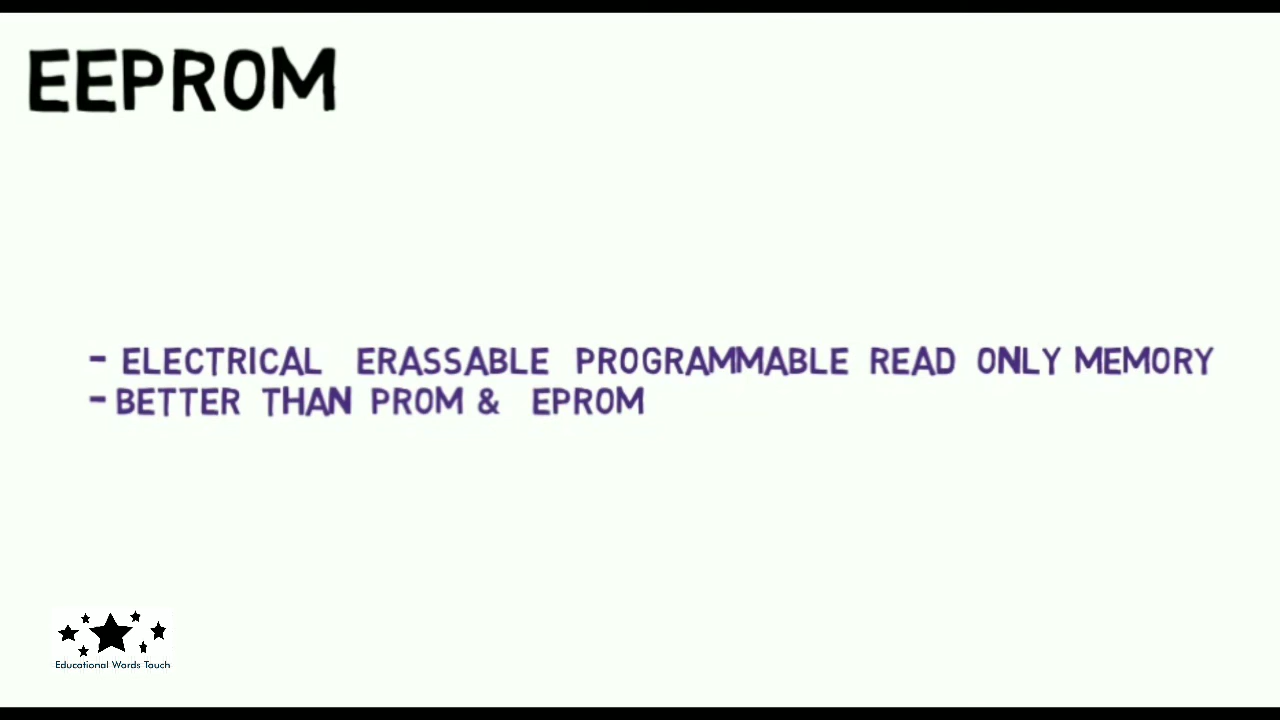 EEPROM
- ELECTRICAL ERASSABLE PROGRAMMABLE READ ONLY MEMORY
- BETTER THAN PROM & EPROM
Educational Words Touch